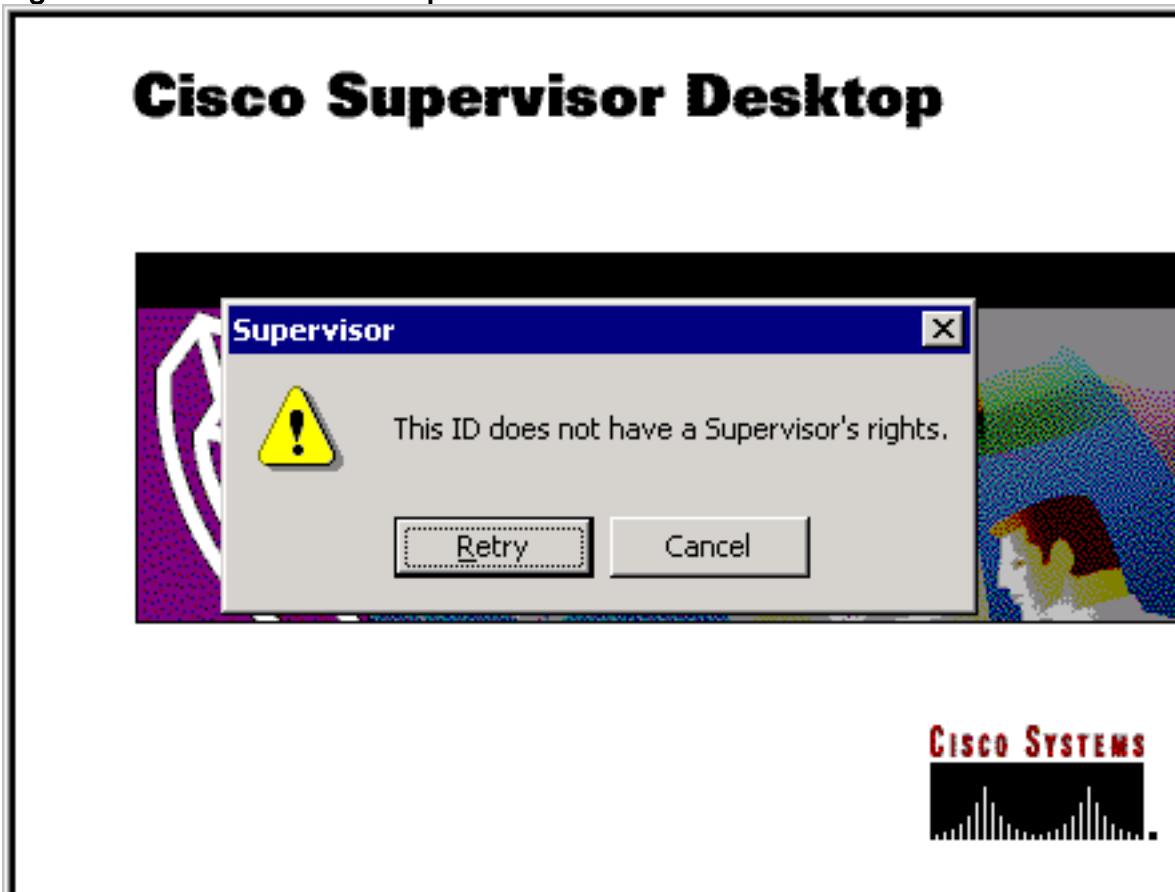 Cisco Supervisor Desktop
Supervisor
This ID does not have a Supervisor's rights.
Retry
Cancel
CISCO SYSTEMS